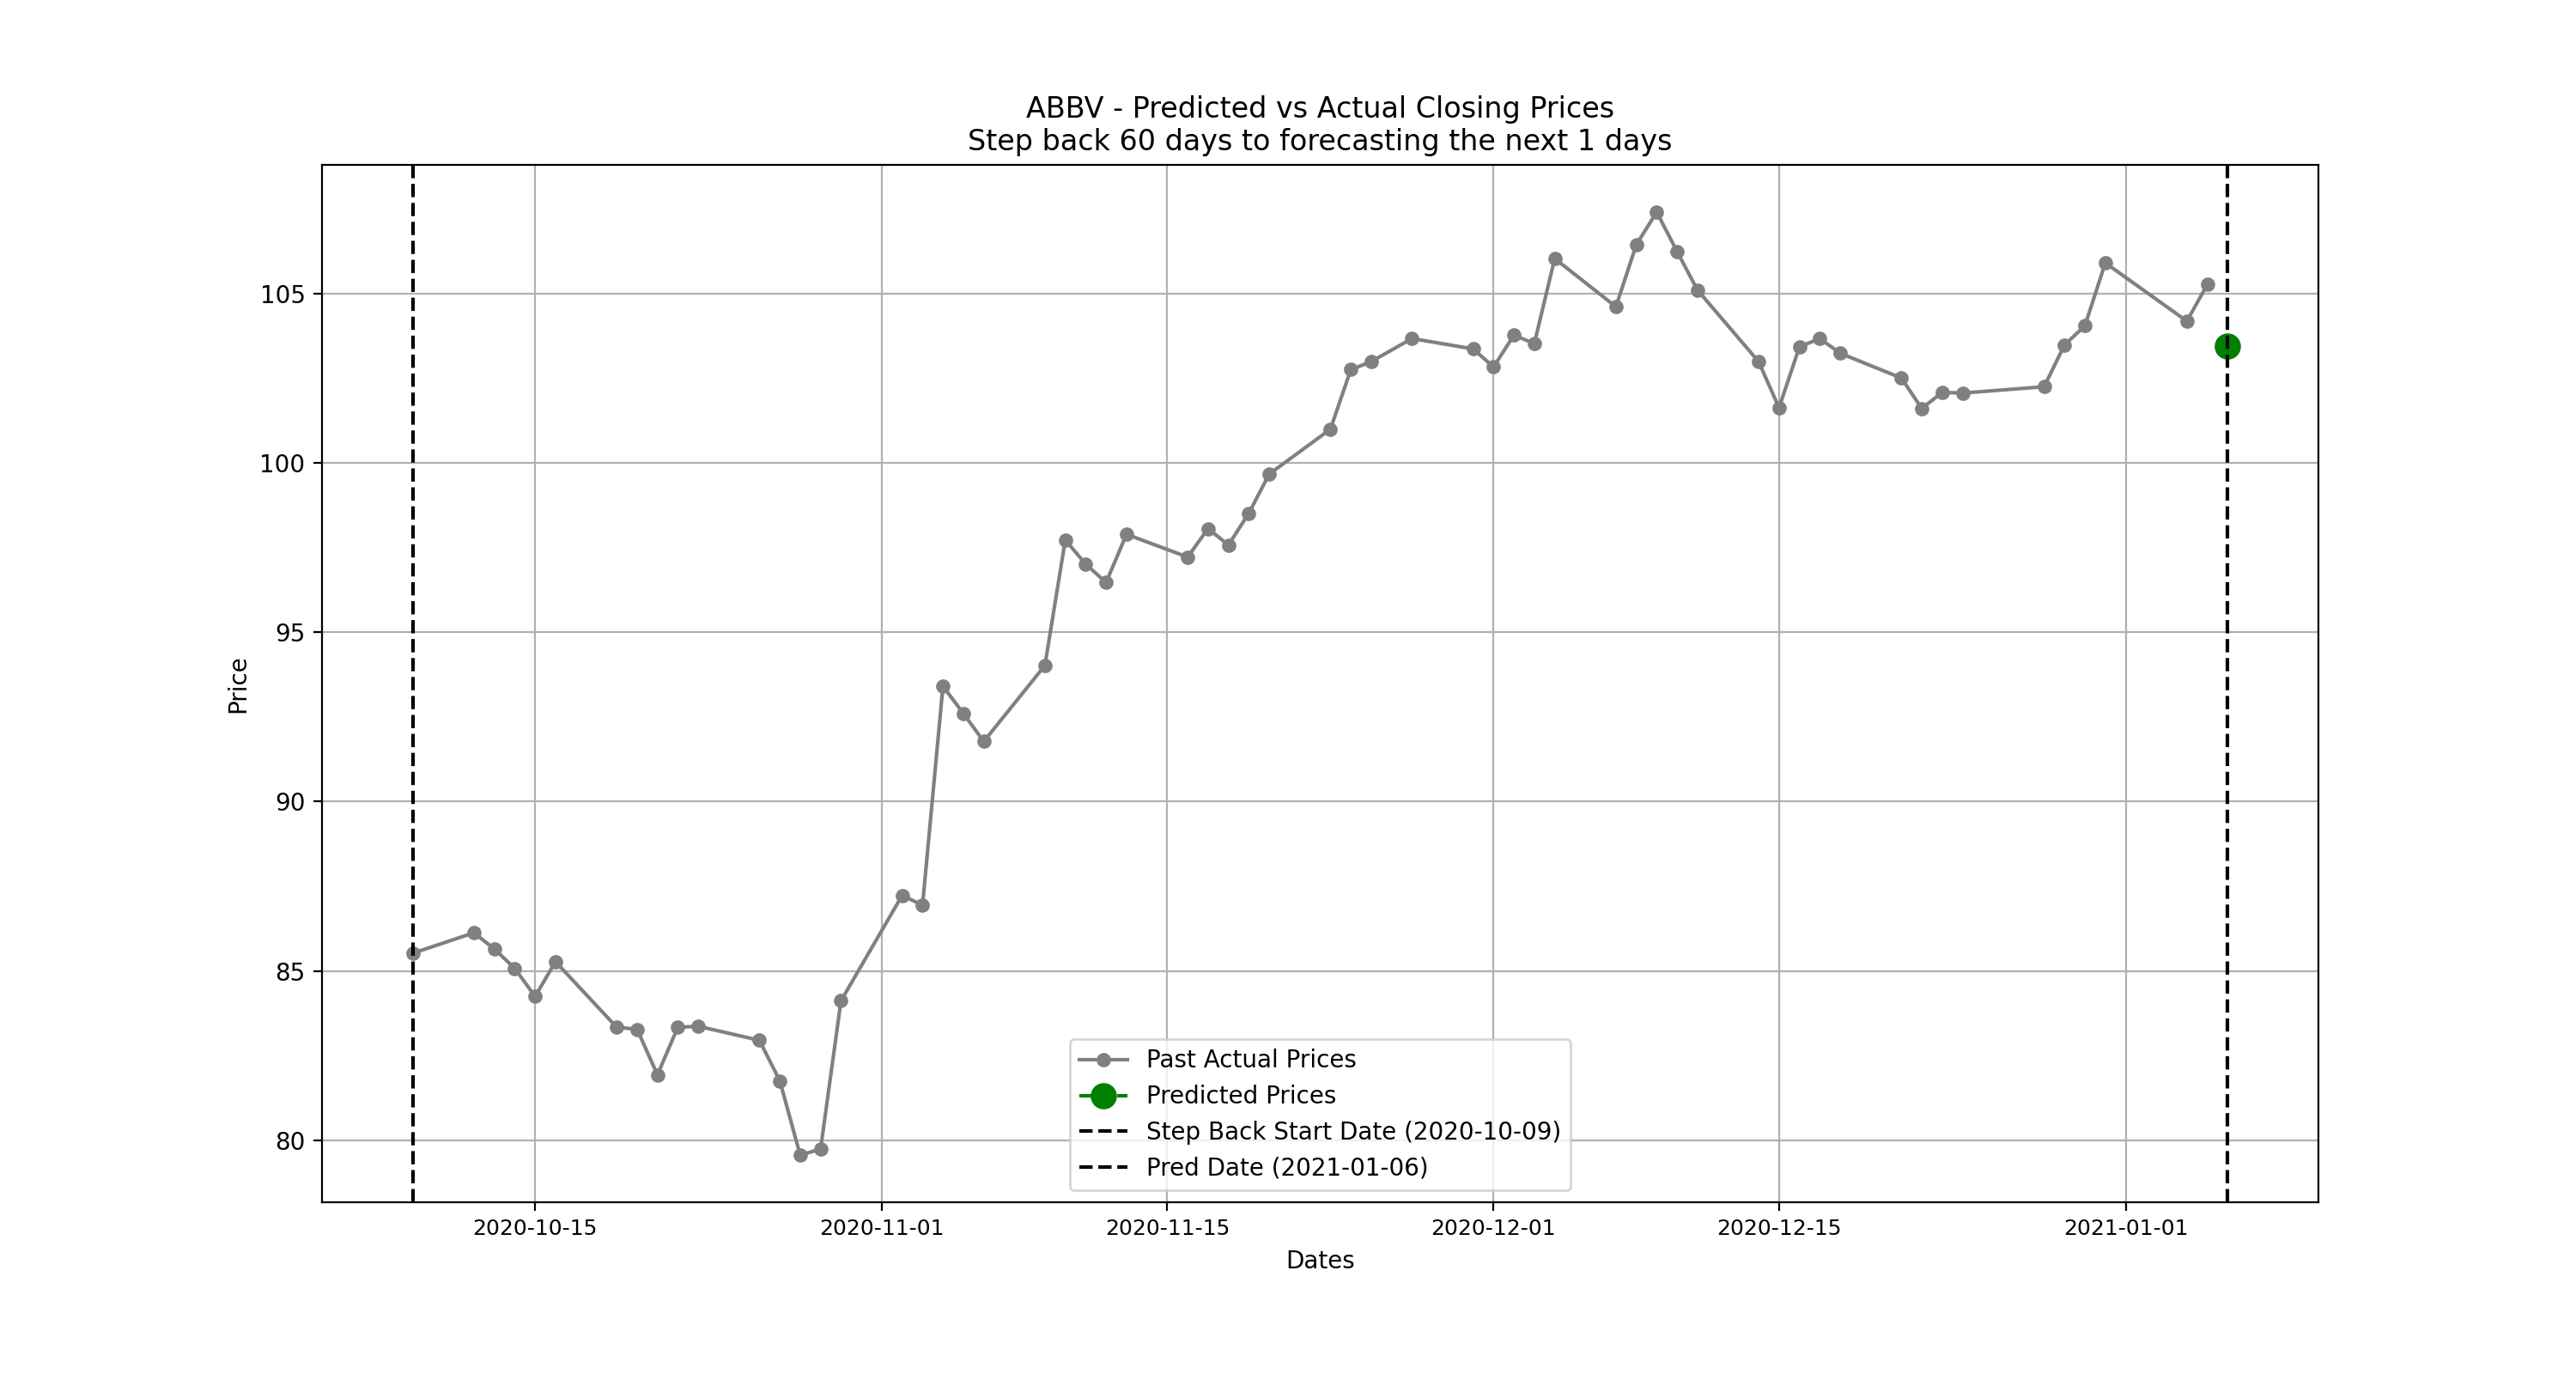 ABBV - Predicted vs Actual Closing Prices
Step back 60 days to forecasting the next 1 days
Price
105
100
95
90
85
80
Past Actual Prices
Predicted Prices
Step Back Start Date (2020-10-09)
Pred Date (2021-01-06)
2020-10-15
2020-11-01
2020-11-15
2020-12-01
2020-12-15
2021-01-01
Dates